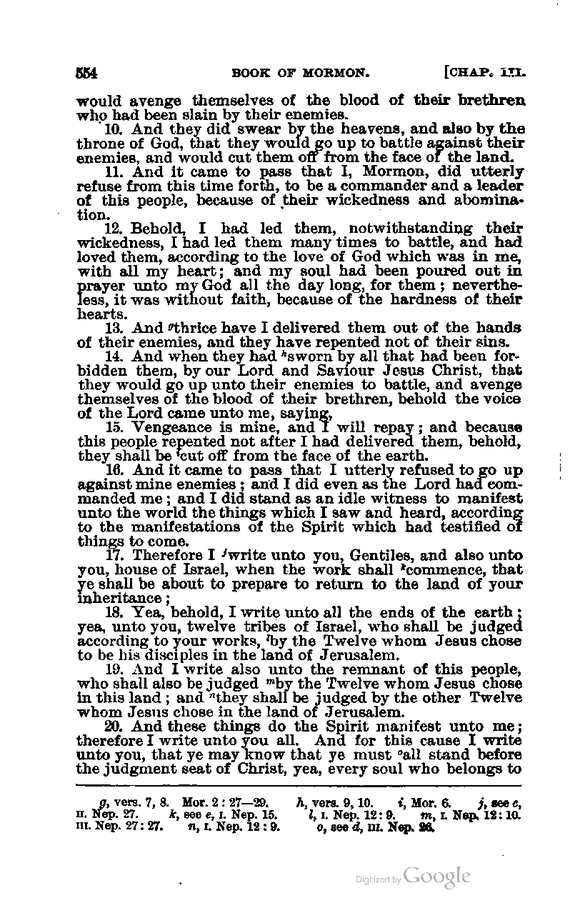 554 BOOK OF MORMON. [CHAP. III.
would avenge themselves of the blood of their brethren
who had been slain by their enemies.
10. And they did swear by the heavens, and also by the
throne of God, that they would go up to battle against their
enemies, and would cut them off from the face of the land.
11. And it came to pass that I, Mormon, did utterly
refuse from this time forth, to be a commander and a leader
of this people, because of their wickedness and abomina-
tion.
12. Behold, I had led them, notwithstanding their
wickedness, I had led them many times to battle, and had
loved them, according to the love of God which was in me,
with all my heart; and my soul had been poured out in
prayer unto my God all the day long, for them; neverthe-
less, it was without faith, because of the hardness of their
hearts.
13. And gthrice have I delivered them out of the hands
of their enemies, and they have repented not of their sins.
14. And when they had hsworn by all that had been for-
bidden them, by our Lord and Saviour Jesus Christ, that
they would go up unto their enemies to battle, and avenge
themselves of the blood of their brethren, behold the voice
of the Lord came unto me, saying,
15. Vengeance is mine, and I will repay; and because
this people repented not after I had delivered them, behold,
they shall be icut off from the face of the earth.
16. And it came to pass that I utterly refused to go up
against mine enemies; and I did even as the Lord had com-
manded me; and I did stand as an idle witness to manifest
unto the world the things which I saw and heard, according
to the manifestations of the Spirit which had testified of
things to come.
17. Therefore I jwrite unto you, Gentiles, and also unto
you, house of Israel, when the work shall kcommence, that
ye shall be about to prepare to return to the land of your
inheritance;
18. Yea, behold, I write unto all the ends of the earth;
yea, unto you, twelve tribes of Israel, who shall be judged
according to your works, lby the Twelve whom Jesus chose
to be his disciples in the land of Jerusalem.
19. And I write also unto the remnant of this people,
who shall also be judged mby the Twelve whom Jesus chose
in this land; and nthey shall be judged by the other Twelve
whom Jesus chose in the land of Jerusalem.
20. And these things do the Spirit manifest unto me;
therefore I write unto you all. And for this cause I write
unto you, that ye may know that ye must oall stand before
the judgment seat of Christ, yea, every soul who belongs to
g, vers. 7, 8. Mor. 2: 27—29. h, vers. 9, 10. i, Mor. 6. j, see e,
II. Nep. 27. k, see e, I. Nep. 15. l, I. Nep. 12: 9. m, I. Nep. 12: 10.
III. Nep. 27: 27. n, I. Nep. 12: 9. o, see d, III. Nep. 26.
Digitized by Google